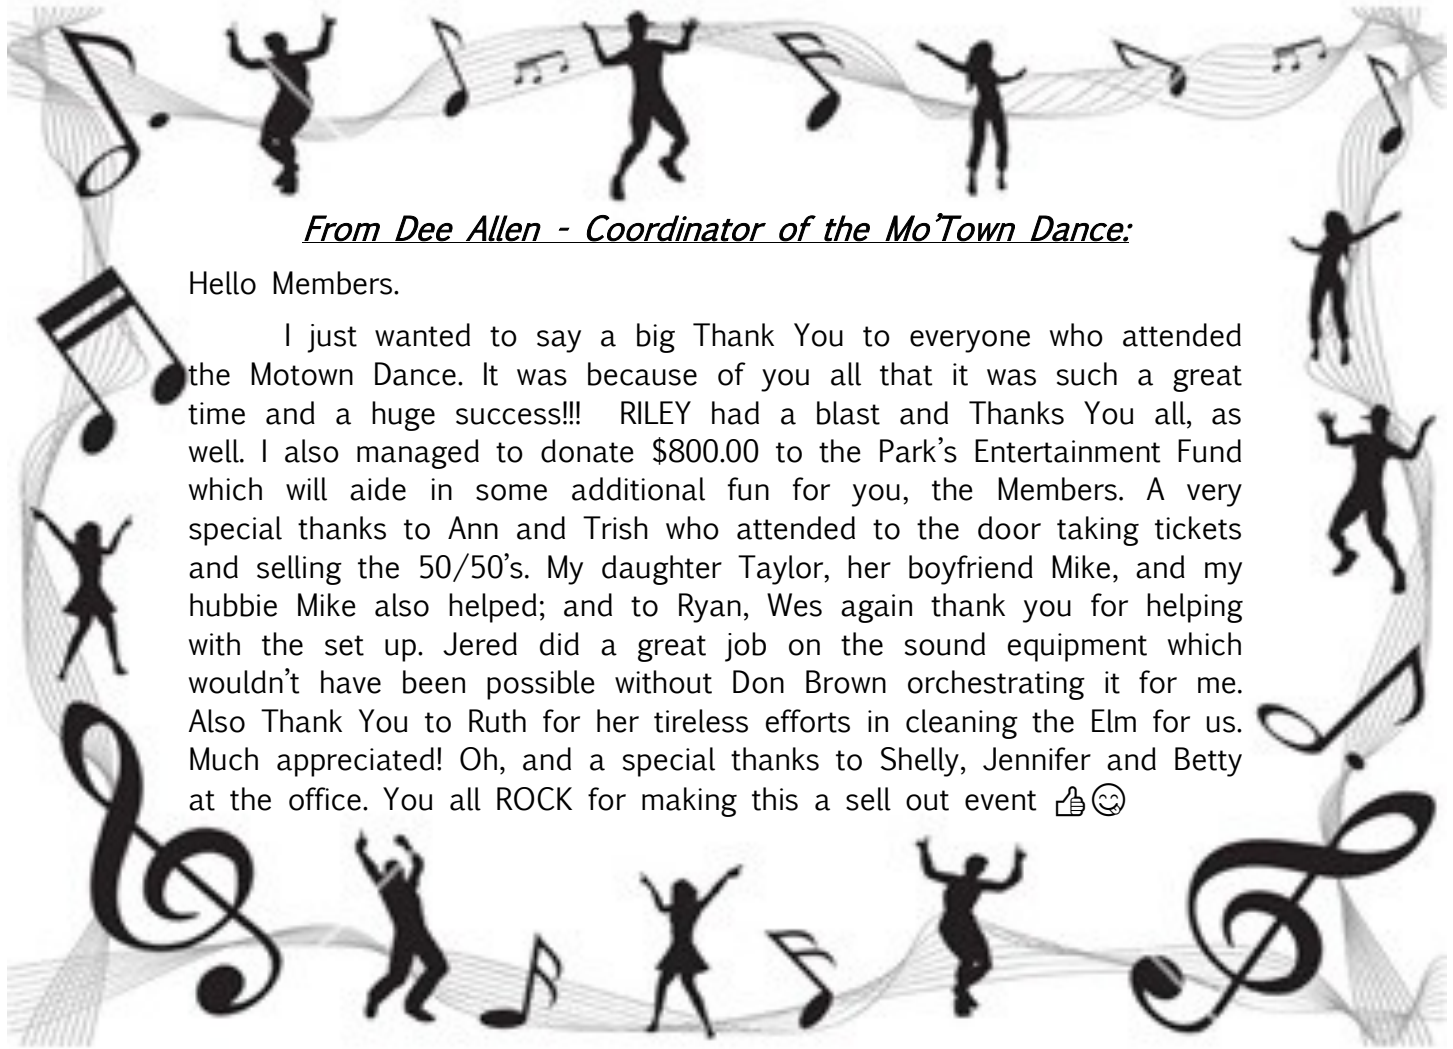 From Dee Allen - Coordinator of the Mo'Town Dance:
Hello Members.
I just wanted to say a big Thank You to everyone who attended
the Motown Dance. It was because of you all that it was such a great
time and a huge success!!! RILEY had a blast and Thanks You all, as
well. I also managed to donate $800.00 to the Park's Entertainment Fund
which will aide in some additional fun for you, the Members. A very
special thanks to Ann and Trish who attended to the door taking tickets
and selling the 50/50's. My daughter Taylor, her boyfriend Mike, and my
hubbie Mike also helped; and to Ryan, Wes again thank you for helping
with the set up. Jered did a great job on the sound equipment which
wouldn't have been possible without Don Brown orchestrating it for me.
Also Thank You to Ruth for her tireless efforts in cleaning the Elm for us.
Much appreciated! Oh, and a special thanks to Shelly, Jennifer and Betty
at the office. You all ROCK for making this a sell out event 👍😋